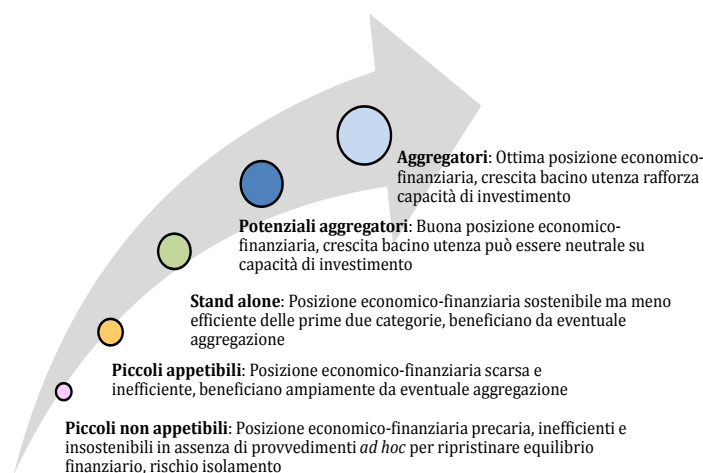 Aggregatori: Ottima posizione economico-
finanziaria, crescita bacino utenza rafforza
capacità di investimento
Potenziali aggregatori: Buona posizione economico-
finanziaria, crescita bacino utenza può essere neutrale su
capacità di investimento
Stand alone: Posizione economico-finanziaria sostenibile ma meno
efficiente delle prime due categorie, beneficiano da eventuale
aggregazione
Piccoli appetibili: Posizione economico-finanziaria scarsa e
inefficiente, beneficiano ampiamente da eventuale aggregazione
Piccoli non appetibili: Posizione economico-finanziaria precaria, inefficienti e
insostenibili in assenza di provvedimenti ad hoc per ripristinare equilibrio
finanziario, rischio isolamento